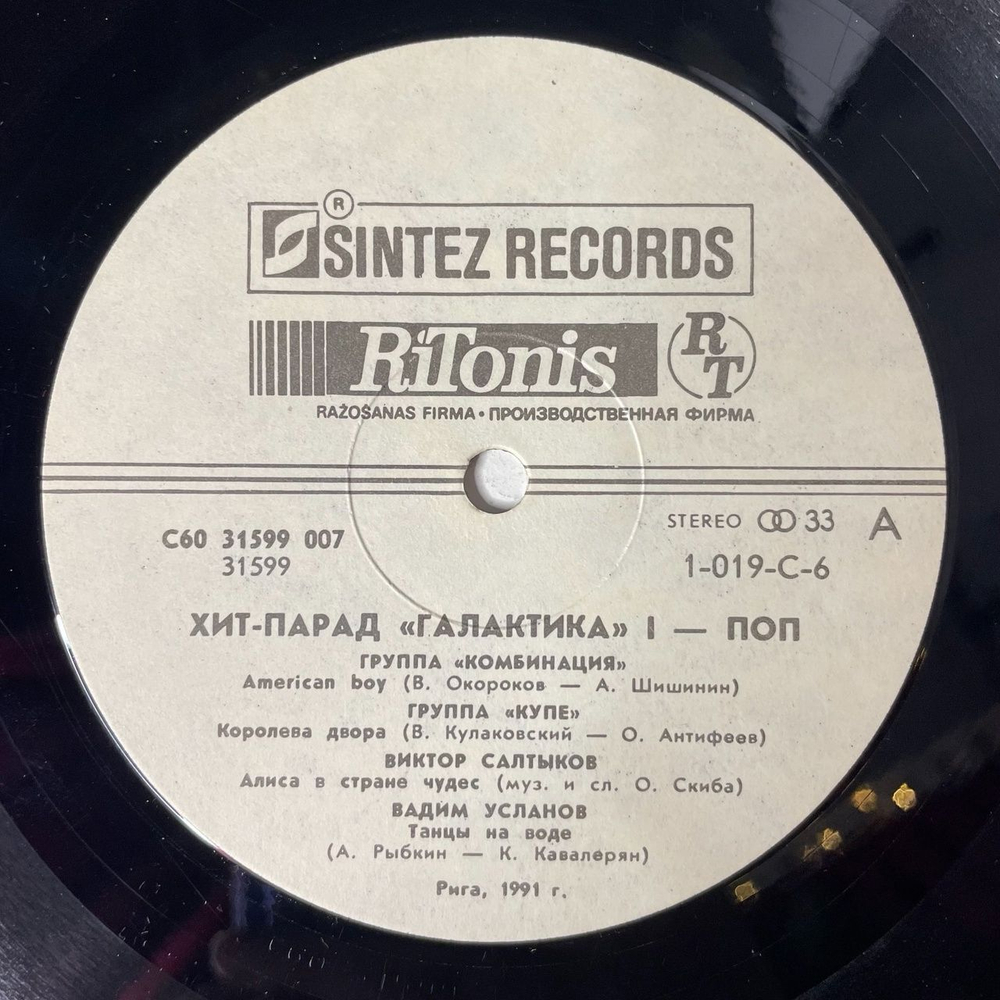 ®
SINTEZ RECORDS
RiTonis RT
RAŽOŠANAS FIRMA • ПРОИЗВОДСТВЕННАЯ ФИРМА
STEREO 33 A
С60 31599 007
31599
1-019-C-6
ХИТ-ПАРАД «ГАЛАКТИКА» I — ПОП
ГРУППА «КОМБИНАЦИЯ»
American boy (В. Окороков — А. Шишинин)
ГРУППА «КУПЕ»
Королева двора (В. Кулаковский — О. Антифеев)
ВИКТОР САЛТЫКОВ
Алиса в стране чудес (муз. и сл. О. Скиба)
ВАДИМ УСЛАНОВ
Танцы на воде
(А. Рыбкин — К. Кавалерян)
Рига, 1991 г.